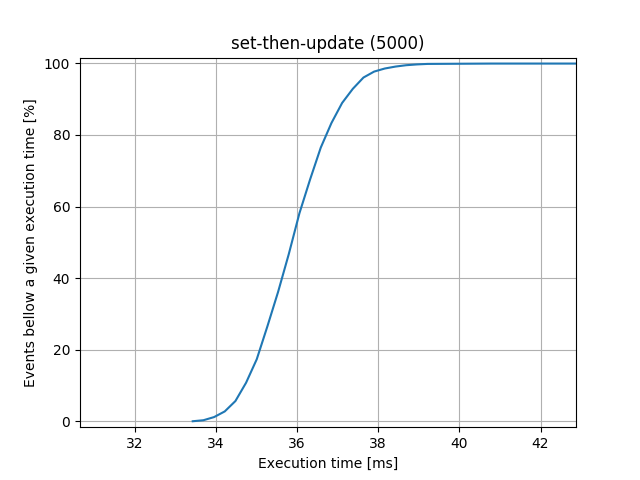 set-then-update (5000)
Events bellow a given execution time [%]
100
80
60
40
20
0
32 34 36 38 40 42
Execution time [ms]